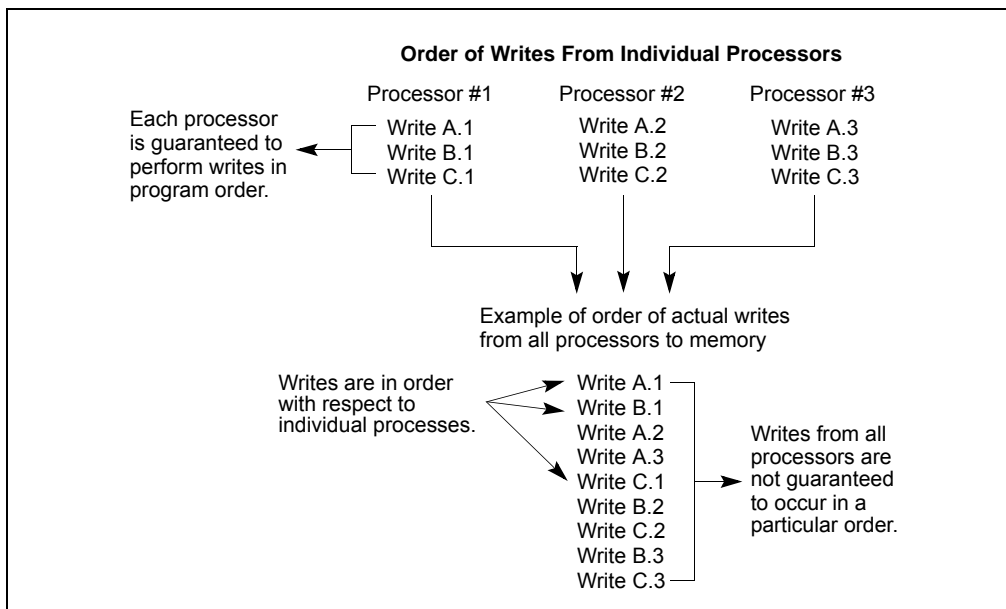 Order of Writes From Individual Processors
Processor #1
Processor #2
Processor #3
Each processor
is guaranteed to
perform writes in
program order.
Write A.1
Write B.1
Write C.1
Write A.2
Write B.2
Write C.2
Write A.3
Write B.3
Write C.3
Example of order of actual writes
from all processors to memory
Writes are in order
with respect to
individual processes.
Write A.1
Write B.1
Write A.2
Write A.3
Write C.1
Write B.2
Write C.2
Write B.3
Write C.3
Writes from all
processors are
not guaranteed
to occur in a
particular order.